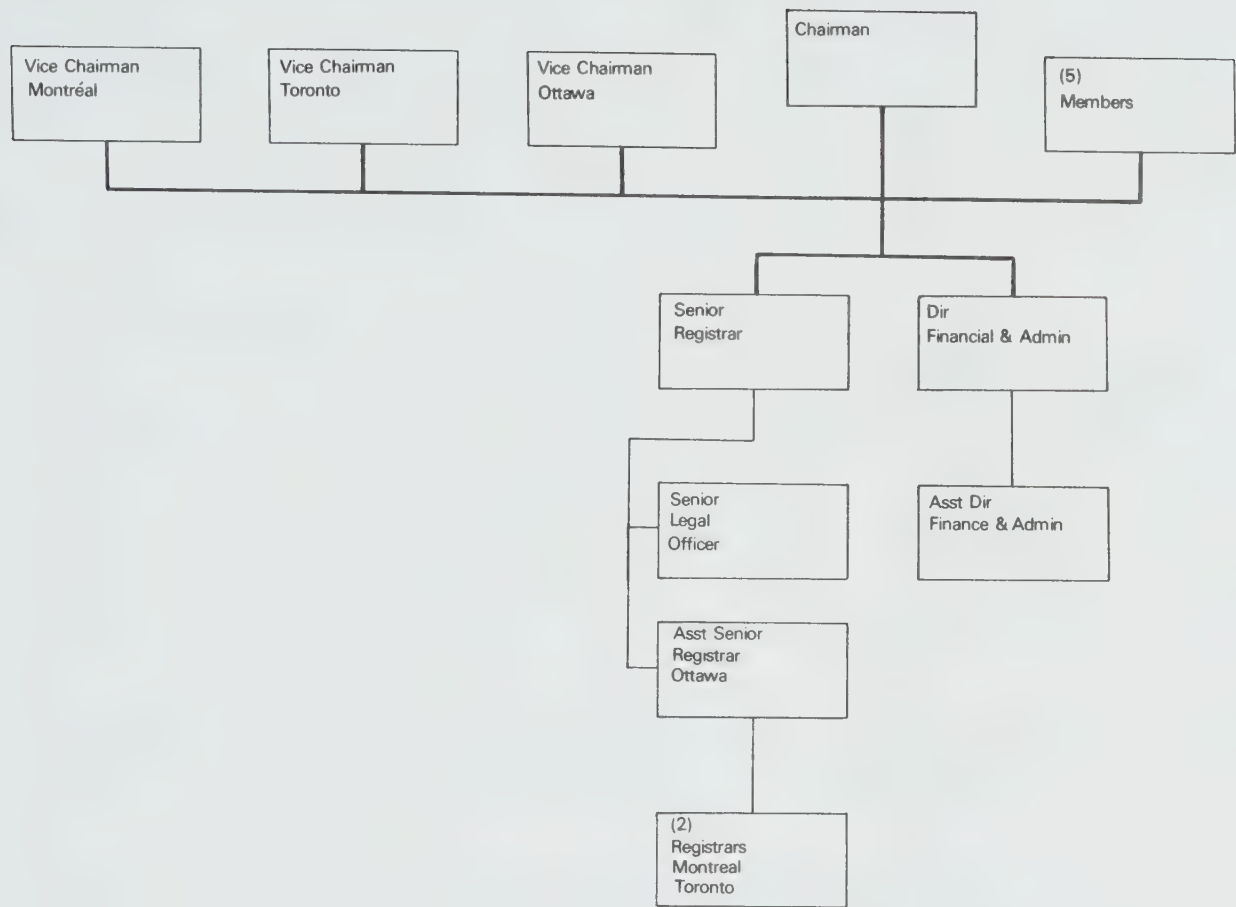 Vice Chairman
Montréal
Vice Chairman
Toronto
Vice Chairman
Ottawa
Chairman
(5)
Members
Senior
Registrar
Dir
Financial & Admin
Senior
Legal
Officer
Asst Dir
Finance & Admin
Asst Senior
Registrar
Ottawa
(2)
Registrars
Montreal
Toronto